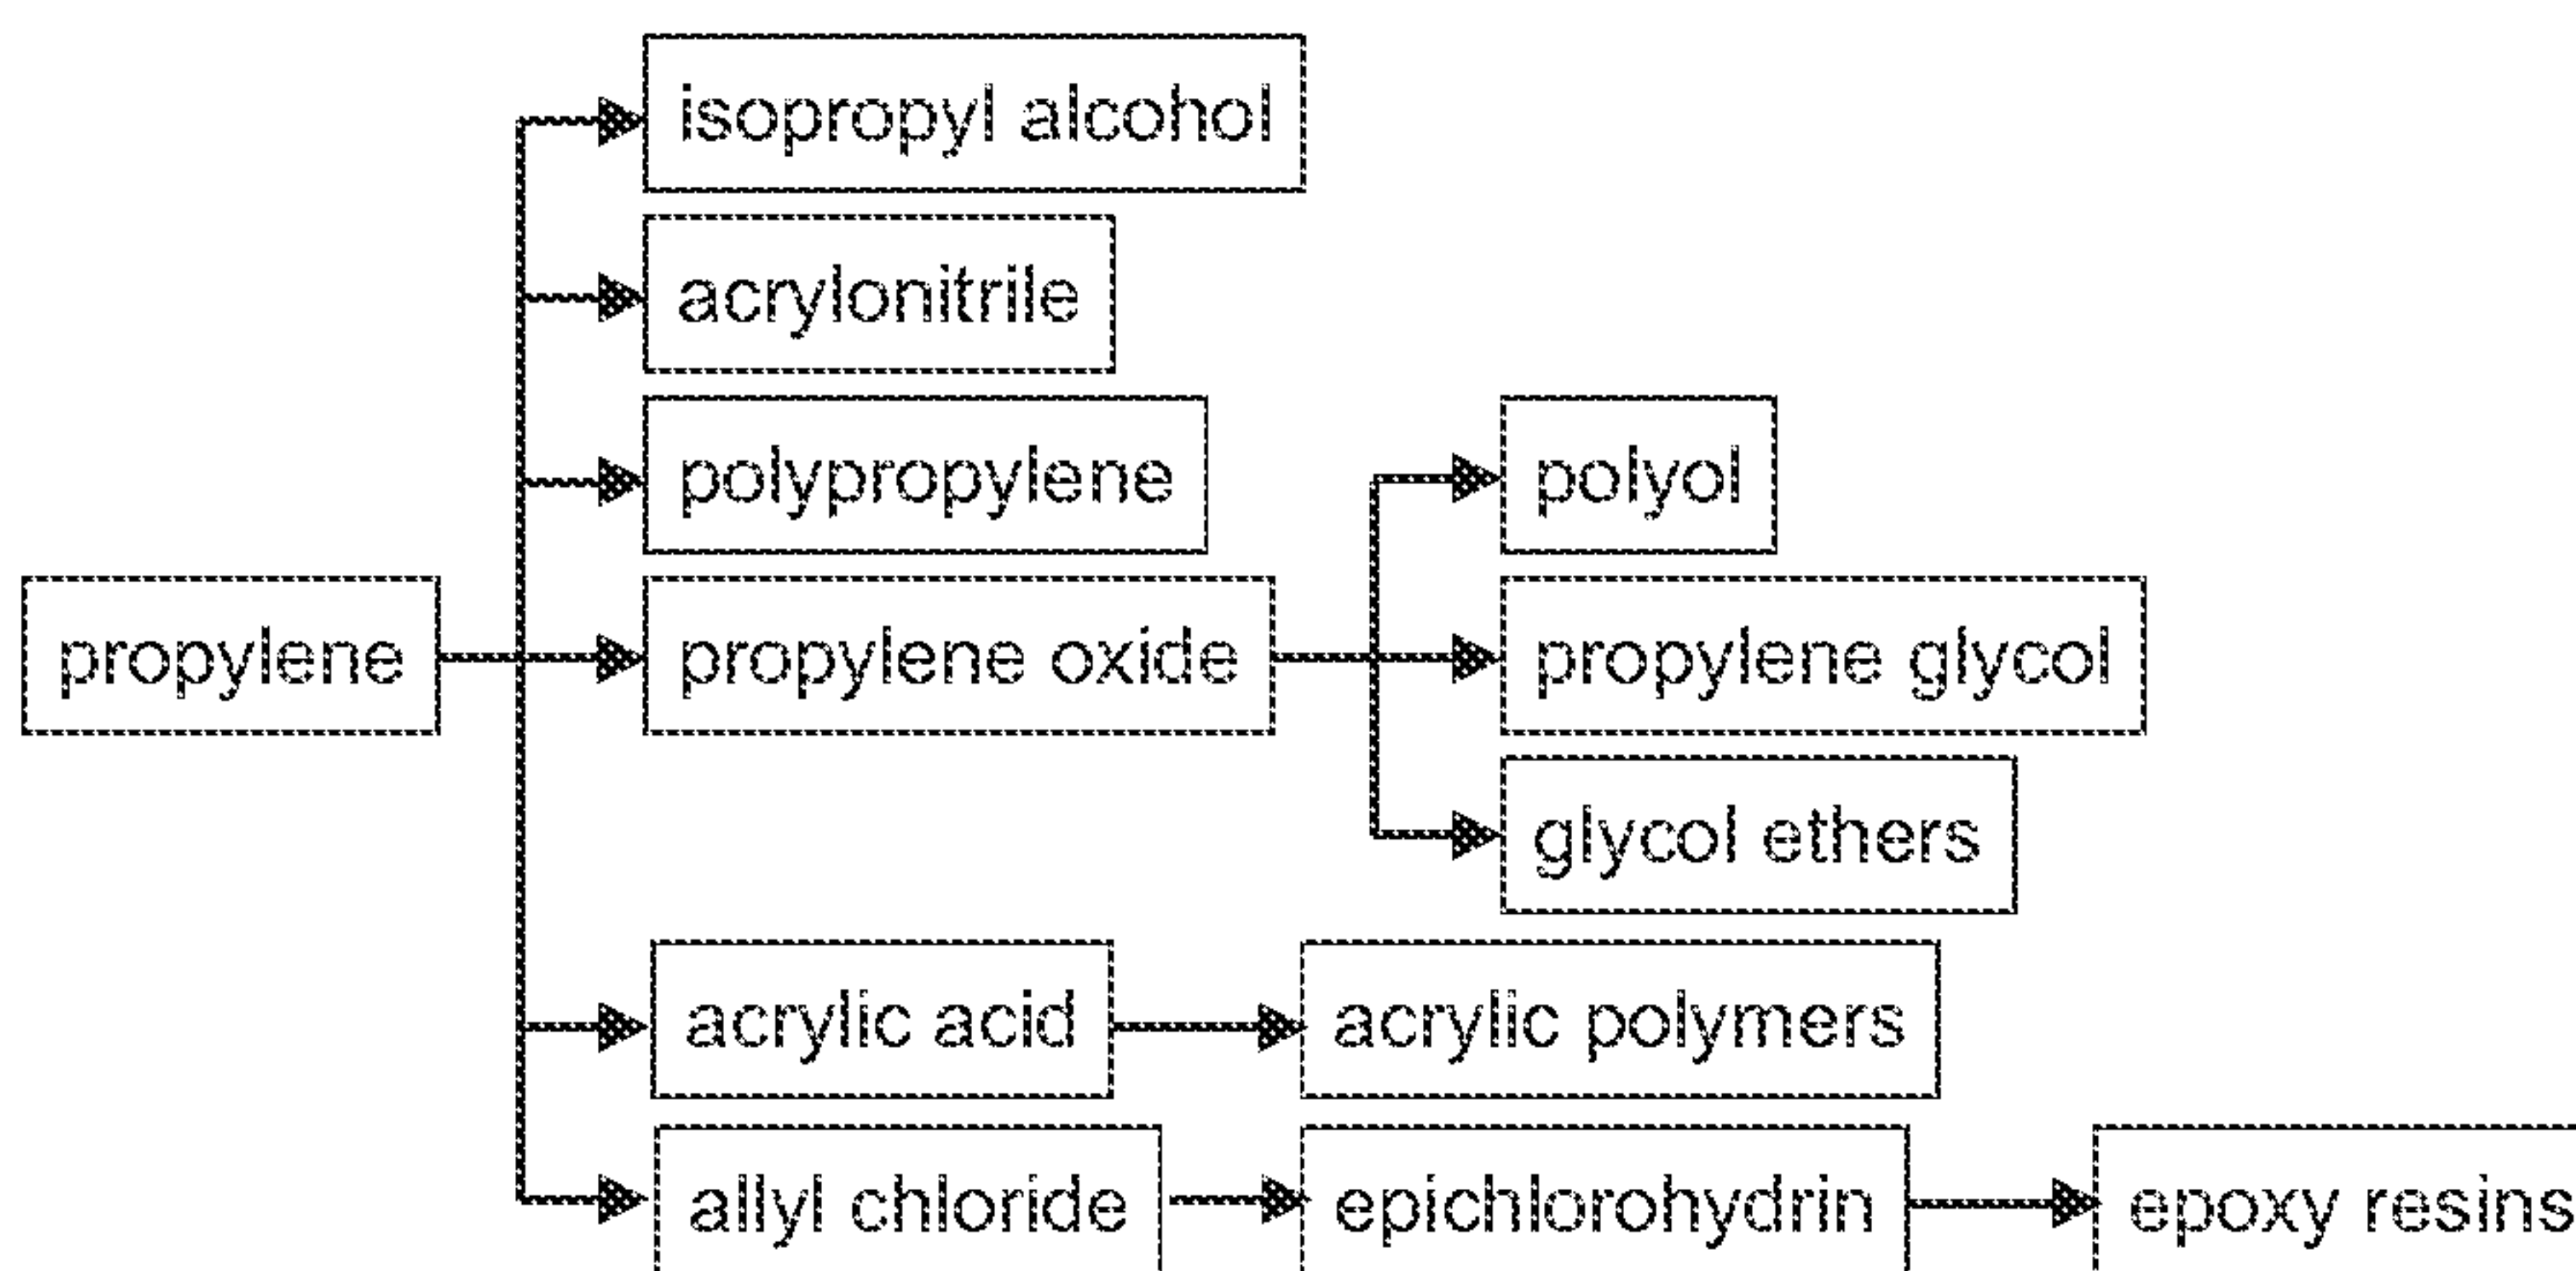 isopropyl alcohol
acrylonitrile
polypropylene
polyol
propylene
propylene oxide
propylene glycol
glycol ethers
acrylic acid
acrylic polymers
allyl chloride
epichlorohydrin
epoxy resins